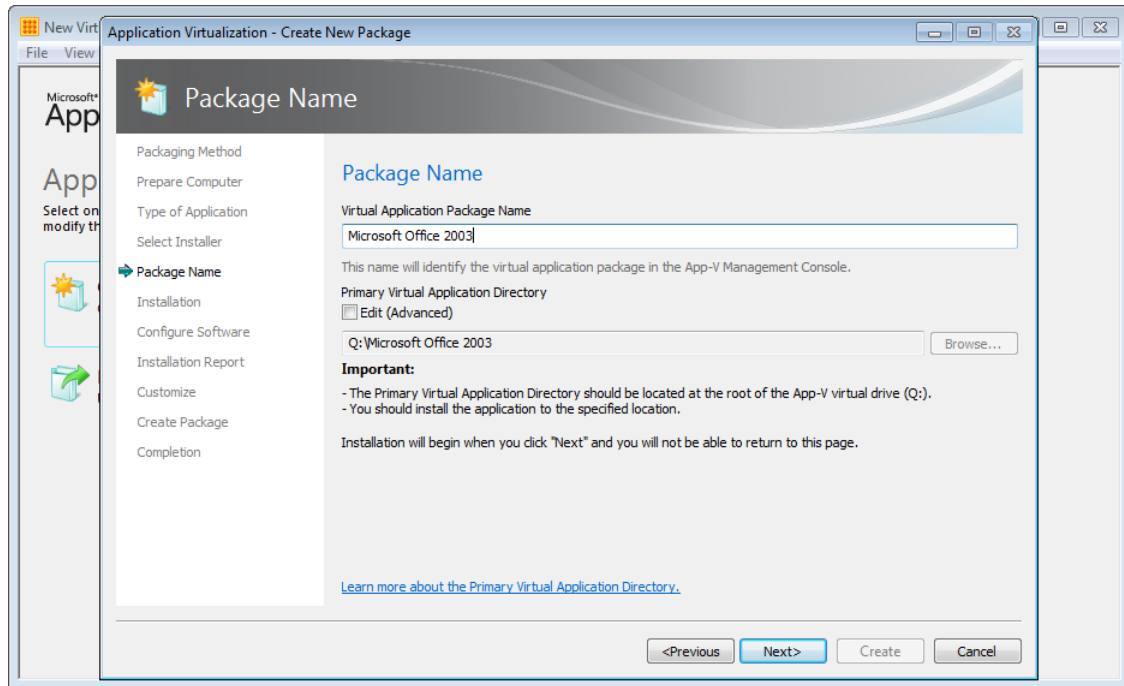 New Virt
Application Virtualization - Create New Package
File View
Microsoft®
App
Package Name
App
Select on
modify th
Packaging Method
Prepare Computer
Type of Application
Select Installer
Package Name
Installation
Configure Software
Installation Report
Customize
Create Package
Completion
Package Name
Virtual Application Package Name
Microsoft Office 2003
This name will identify the virtual application package in the App-V Management Console.
Primary Virtual Application Directory
Edit (Advanced)
Q:\Microsoft Office 2003
Browse...
Important:
- The Primary Virtual Application Directory should be located at the root of the App-V virtual drive (Q:).
- You should install the application to the specified location.
Installation will begin when you click "Next" and you will not be able to return to this page.
Learn more about the Primary Virtual Application Directory.
<Previous
Next>
Create
Cancel